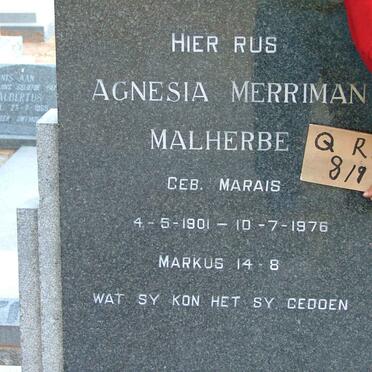 HIER RUS
AGNESIA MERRIMAN
MALHERBE
GEB. MARAIS
4-5-1901 - 10-7-1976
MARKUS 14-8
WAT SY KON HET SY GEDOEN
Q R
8/9
ALBERTUS